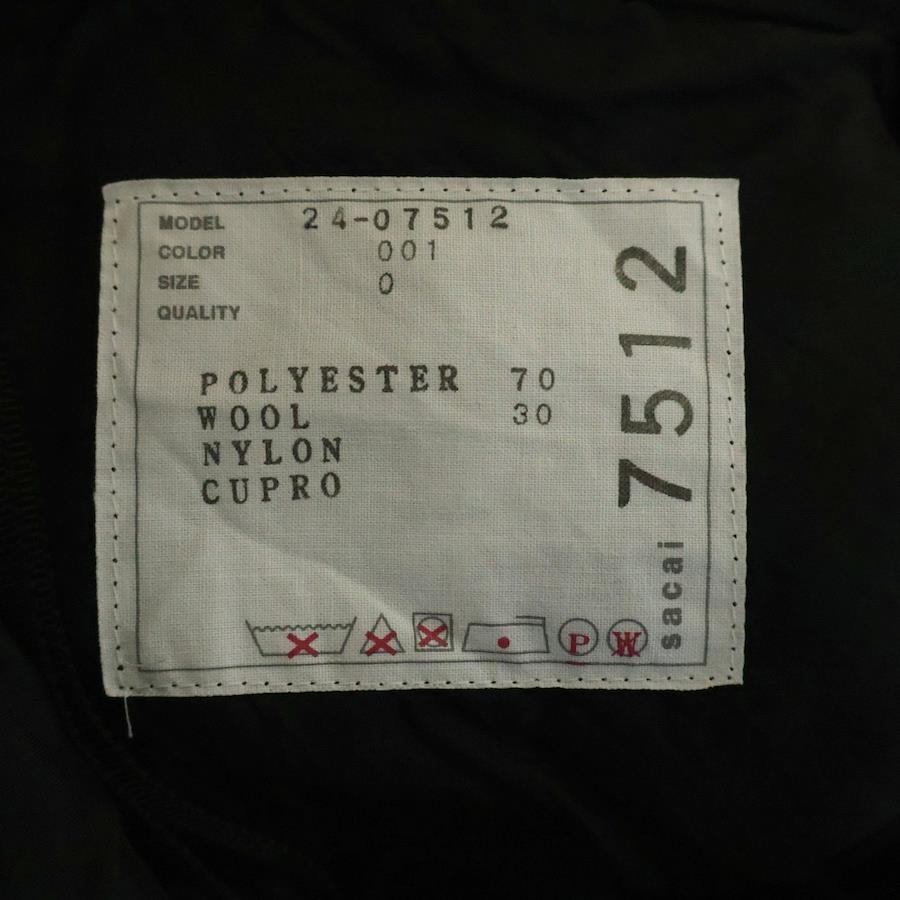 MODEL 24-07512
COLOR 001
SIZE 0
QUALITY
POLYESTER 70
WOOL 30
NYLON
CUPRO
P W
sacai 7512